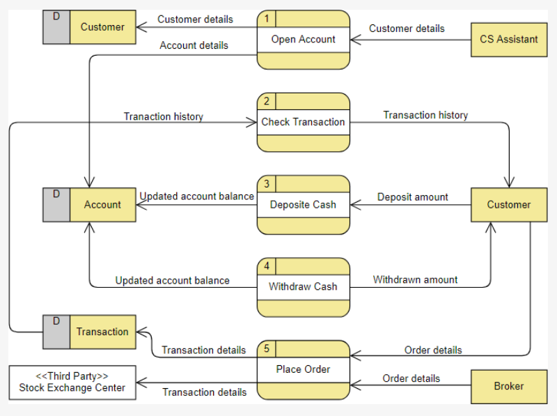 D
Customer
Customer details
1
Open Account
Customer details
CS Assistant
Account details
2
Tranaction history
Check Transaction
Transaction history
D
Account
Updated account balance
3
Deposite Cash
Deposit amount
Customer
4
Updated account balance
Withdraw Cash
Withdrawn amount
D
Transaction
Transaction details
5
Place Order
Order details
<<Third Party>>
Stock Exchange Center
Transaction details
Order details
Broker